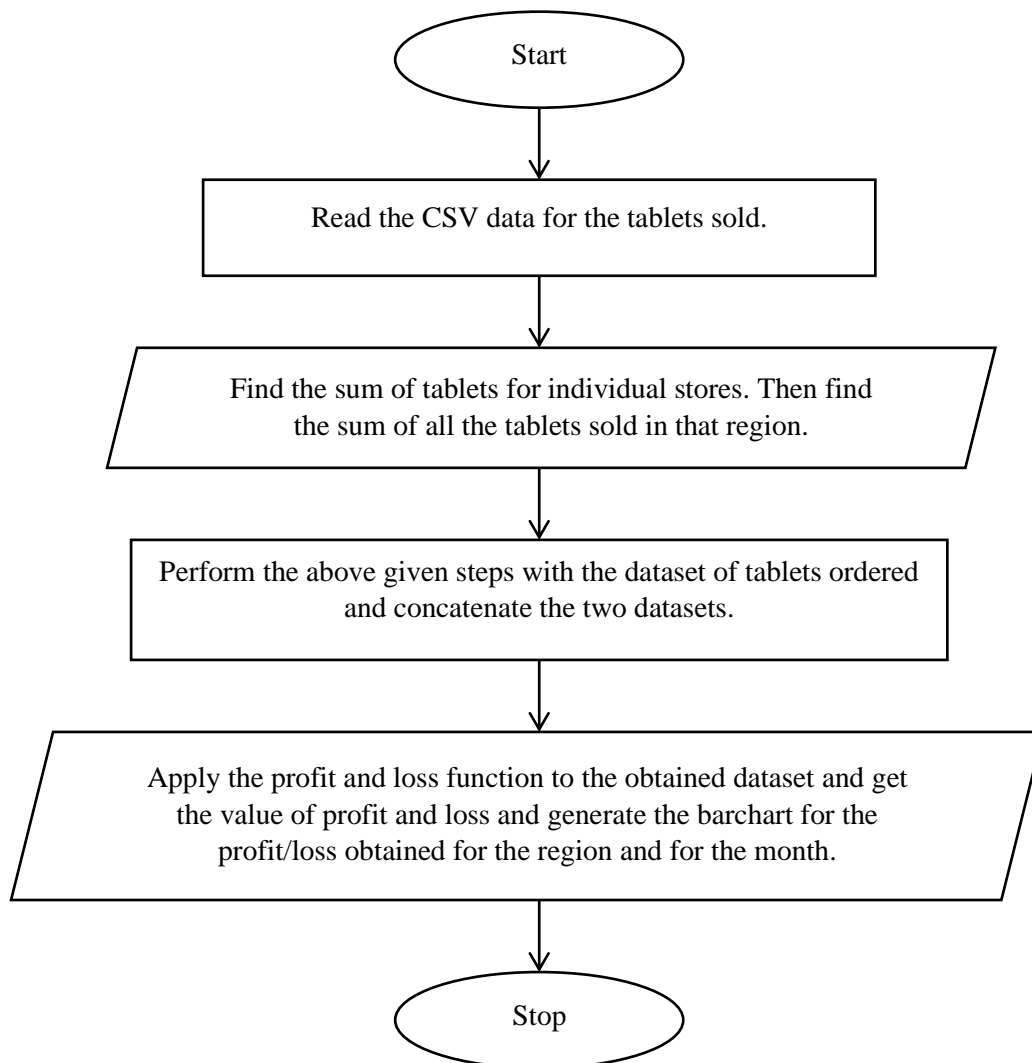 Start
Read the CSV data for the tablets sold.
Find the sum of tablets for individual stores. Then find
the sum of all the tablets sold in that region.
Perform the above given steps with the dataset of tablets ordered
and concatenate the two datasets.
Apply the profit and loss function to the obtained dataset and get
the value of profit and loss and generate the barchart for the
profit/loss obtained for the region and for the month.
Stop